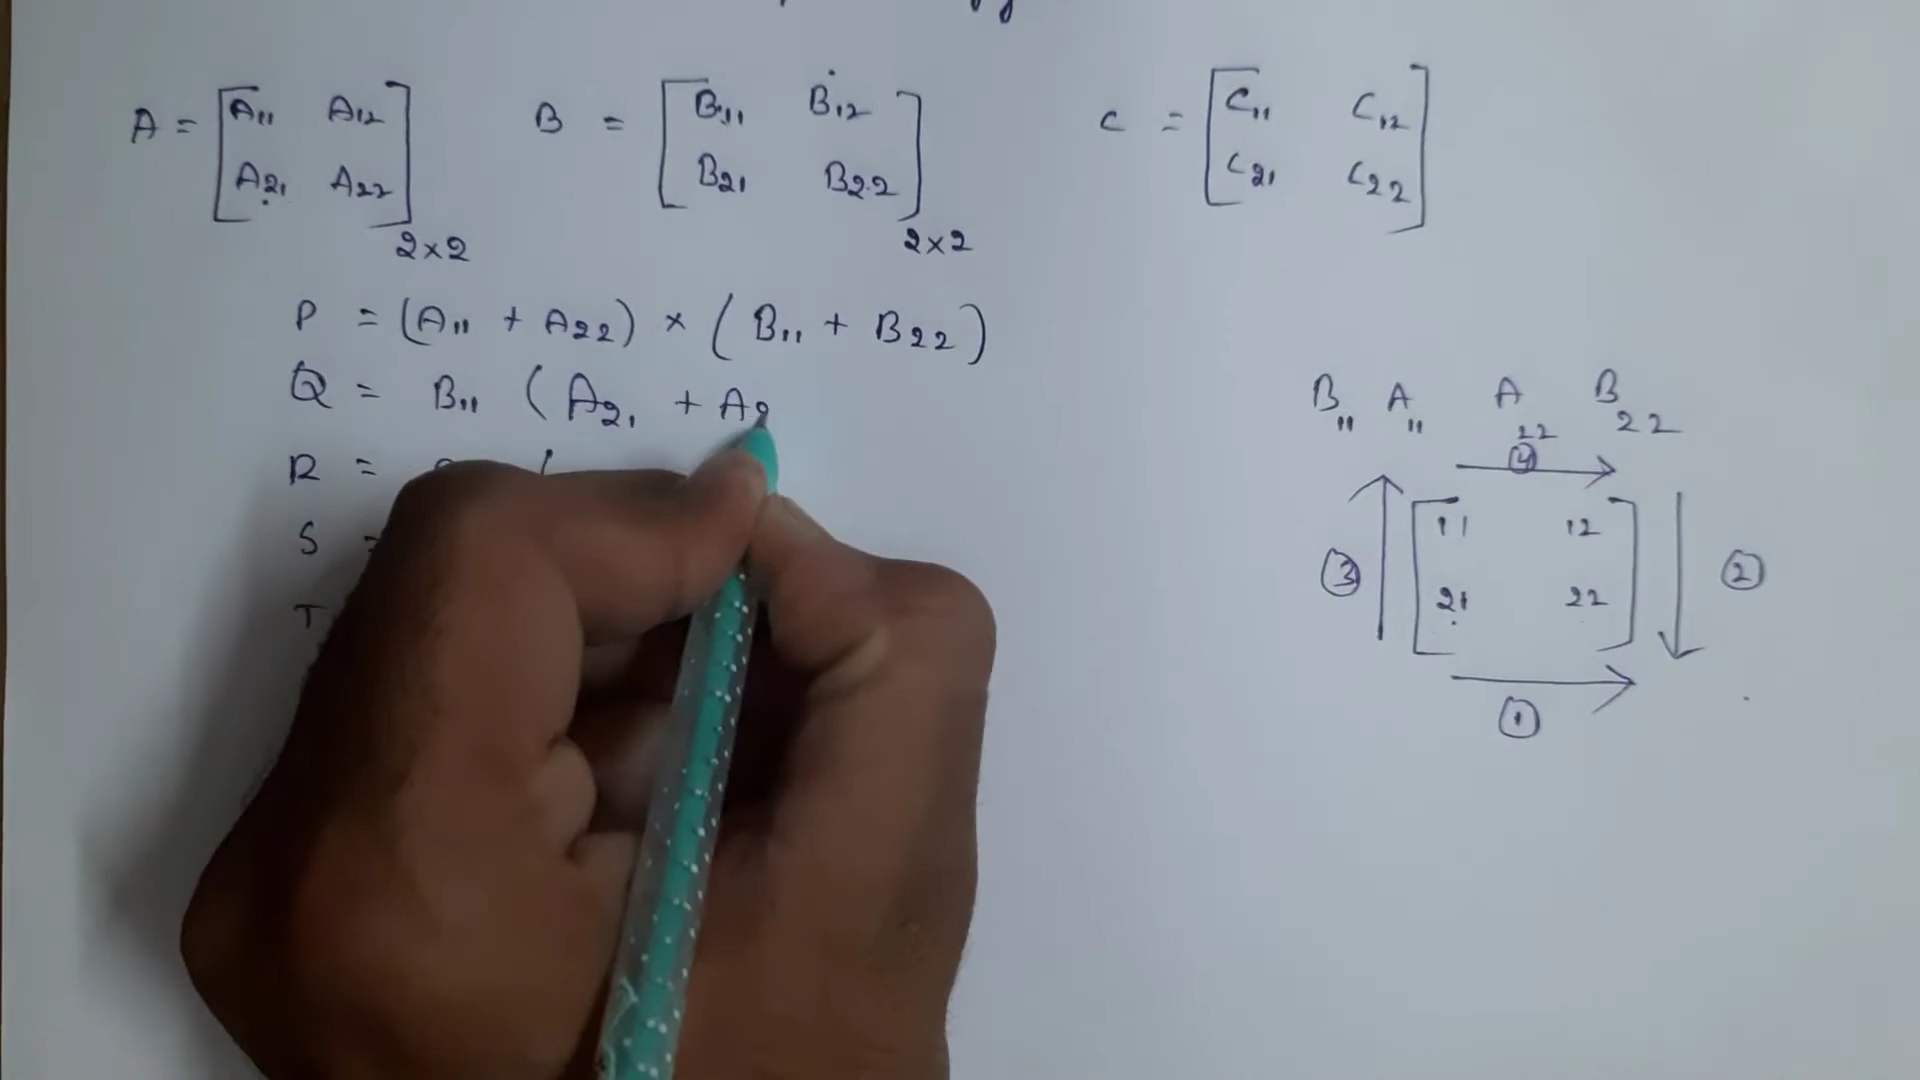 A = [ A11 A12
A21 A22 ] 2×2
B = [ B11 B12
B21 B22 ] 2×2
C = [ C11 C12
C21 C22 ]
P = (A11 + A22) × (B11 + B22)
Q = B11 (A21 + A2
R = (
S =
T
B11 A11 A22 B22
④
③
[ 11 12
21 22 ]
②
①